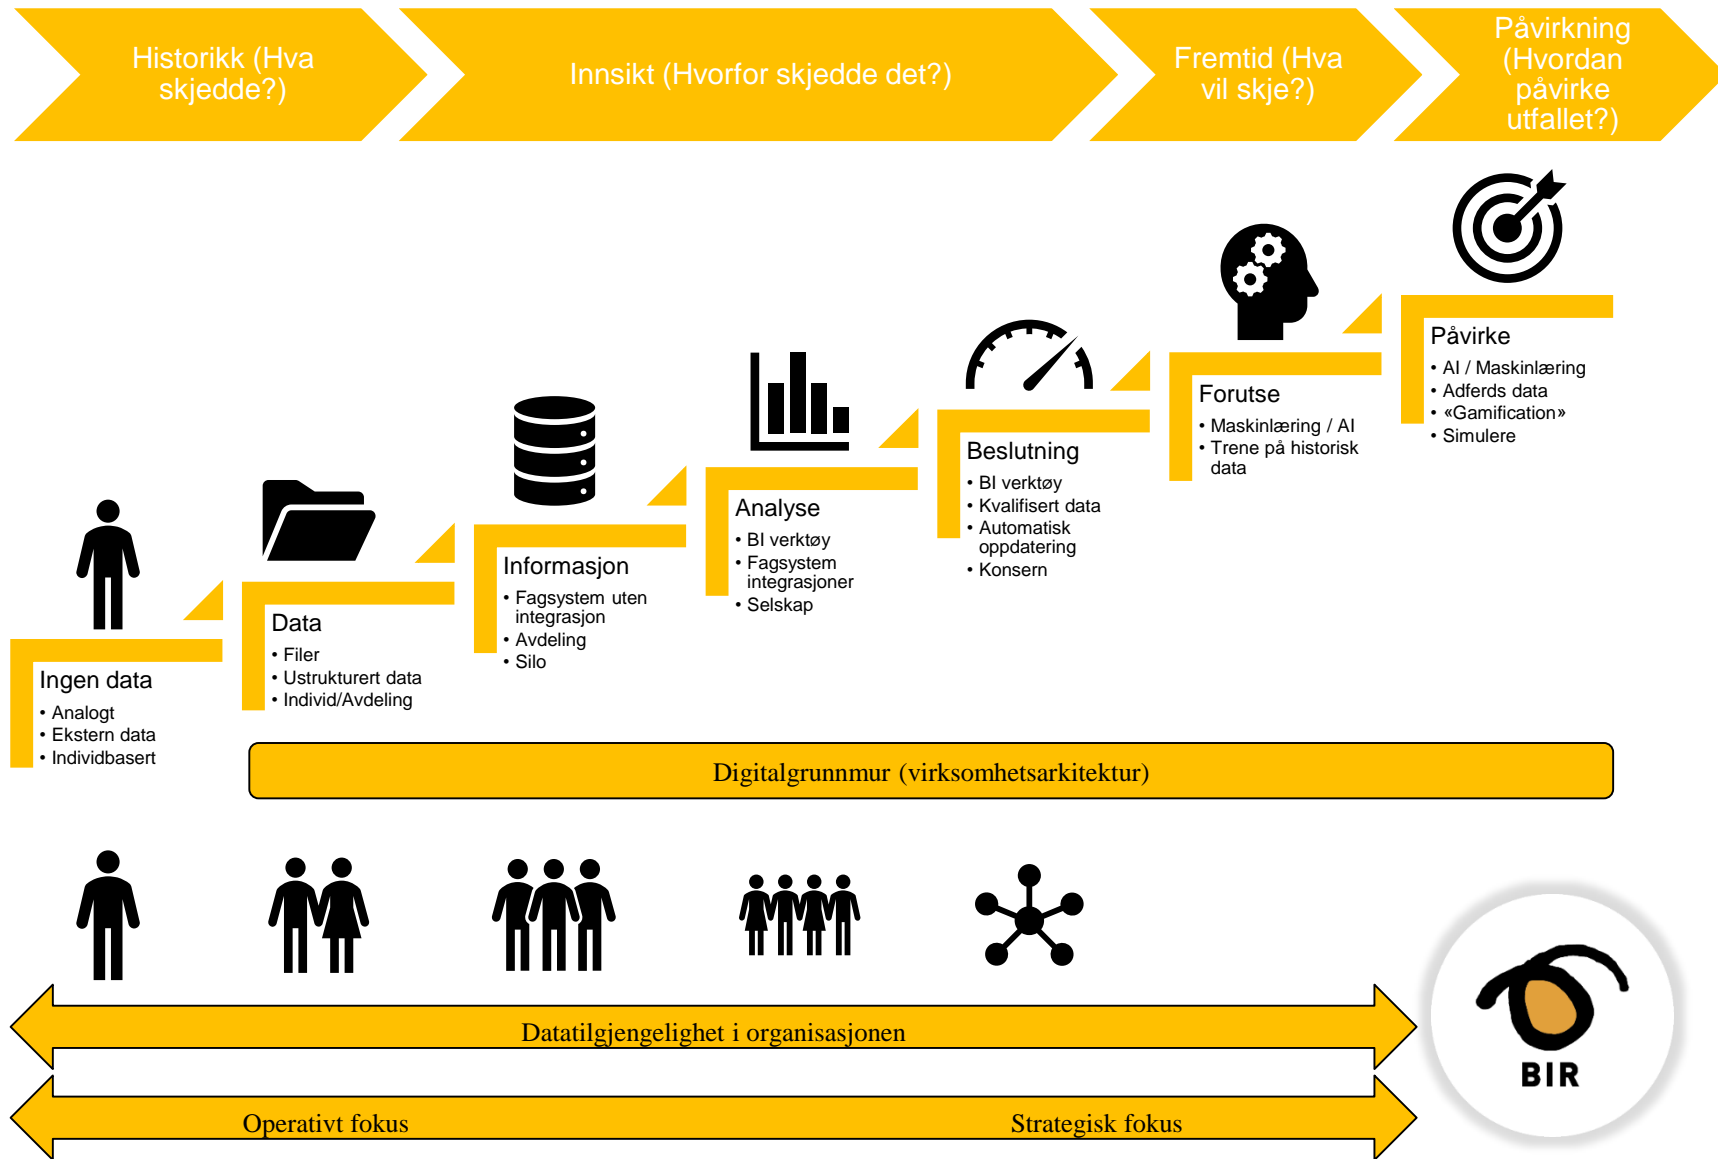 Historikk (Hva
skjedde?)
Innsikt (Hvorfor skjedde det?)
Fremtid (Hva
vil skje?)
Påvirkning
(Hvordan
påvirke
utfallet?)
Ingen data
• Analogt
• Ekstern data
• Individbasert
Data
• Filer
• Ustrukturert data
• Individ/Avdeling
Informasjon
• Fagsystem uten
integrasjon
• Avdeling
• Silo
Analyse
• BI verktøy
• Fagsystem
integrasjoner
• Selskap
Beslutning
• BI verktøy
• Kvalifisert data
• Automatisk
oppdatering
• Konsern
Forutse
• Maskinlæring / AI
• Trene på historisk
data
Påvirke
• AI / Maskinlæring
• Adferds data
• «Gamification»
• Simulere
Digitalgrunnmur (virksomhetsarkitektur)
Datatilgjengelighet i organisasjonen
Operativt fokus
Strategisk fokus
BIR